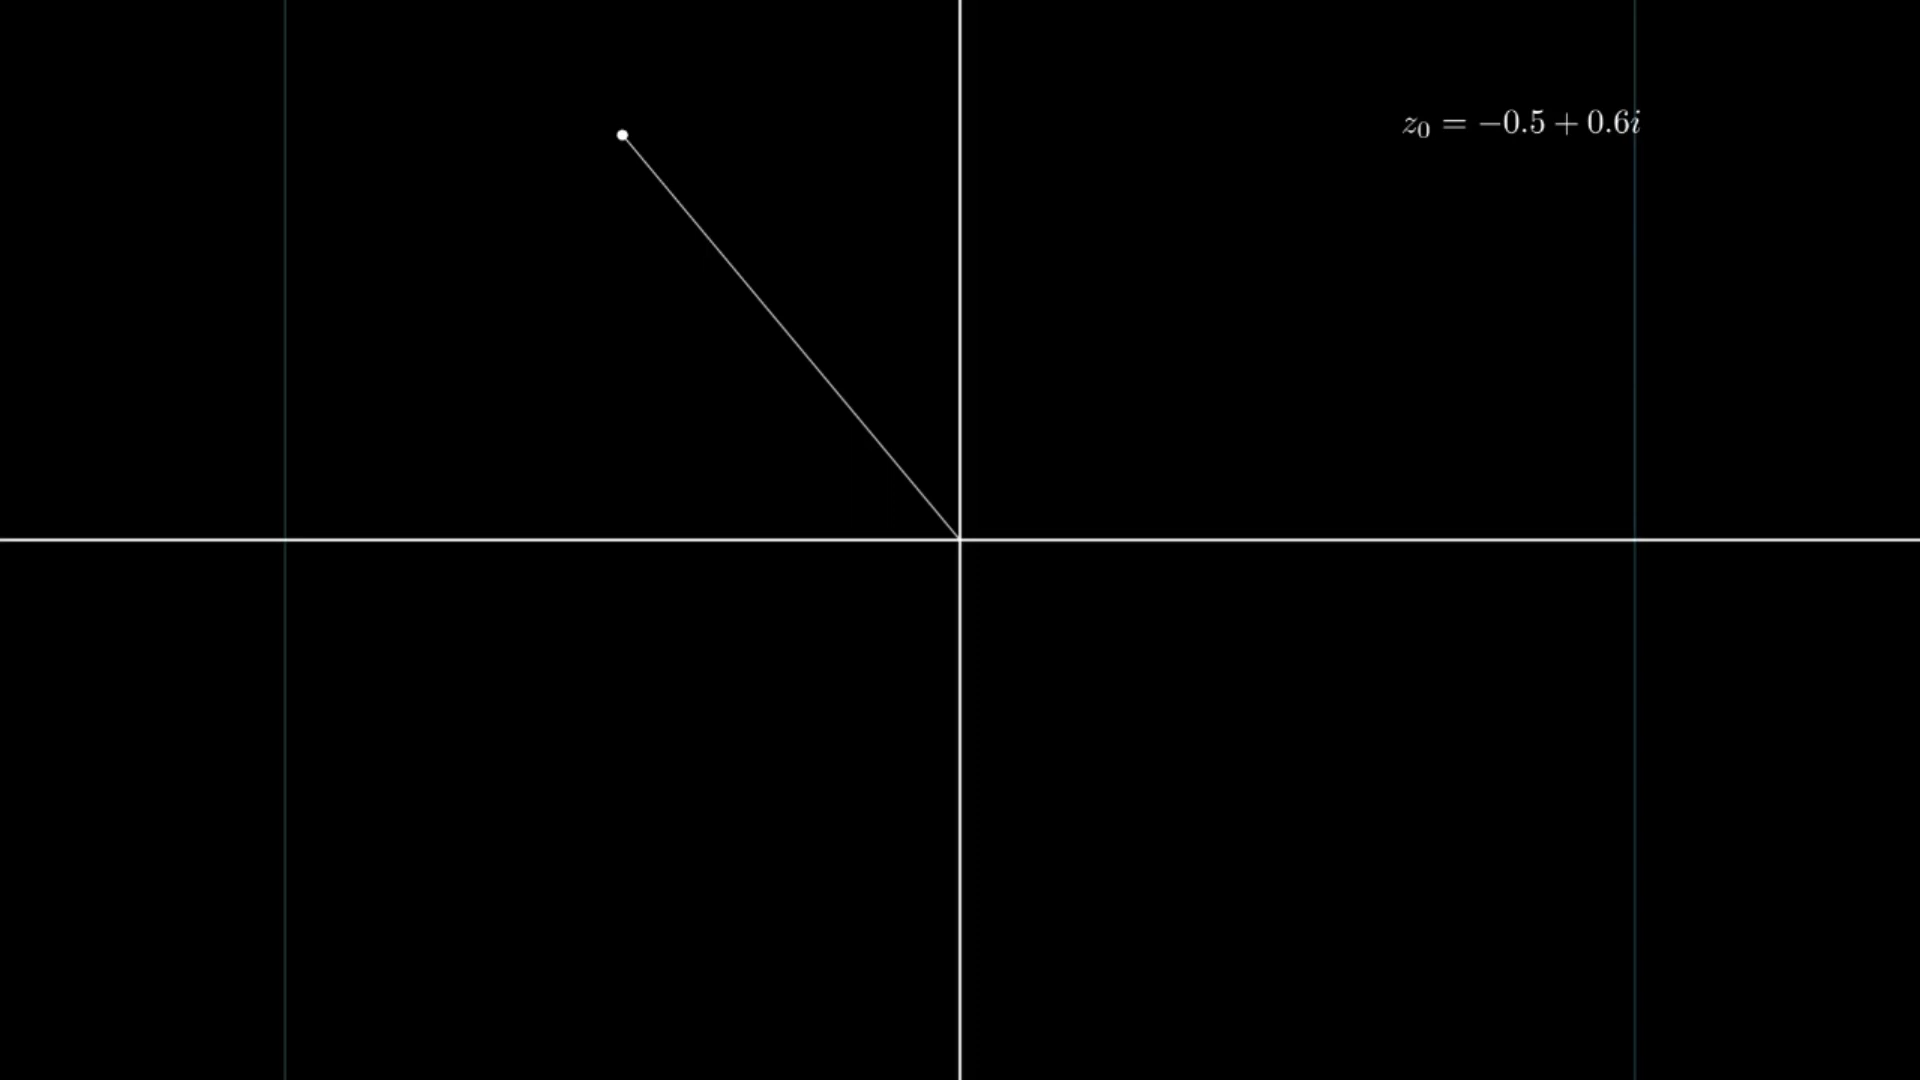 z₀ = −0.5 + 0.6i